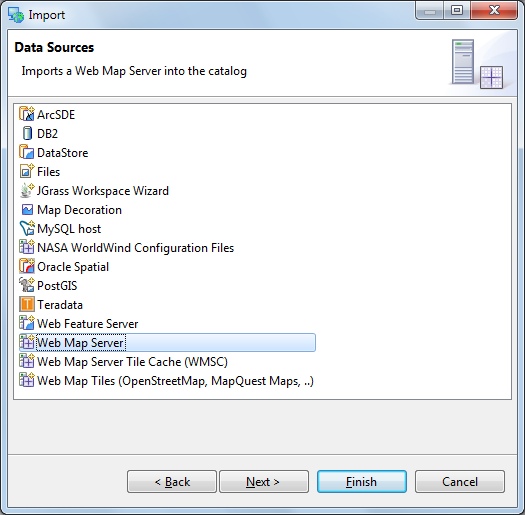 Import
Data Sources
Imports a Web Map Server into the catalog
ArcSDE
DB2
DataStore
Files
JGrass Workspace Wizard
Map Decoration
MySQL host
NASA WorldWind Configuration Files
Oracle Spatial
PostGIS
Teradata
Web Feature Server
Web Map Server
Web Map Server Tile Cache (WMSC)
Web Map Tiles (OpenStreetMap, MapQuest Maps, ..)
< Back Next > Finish Cancel